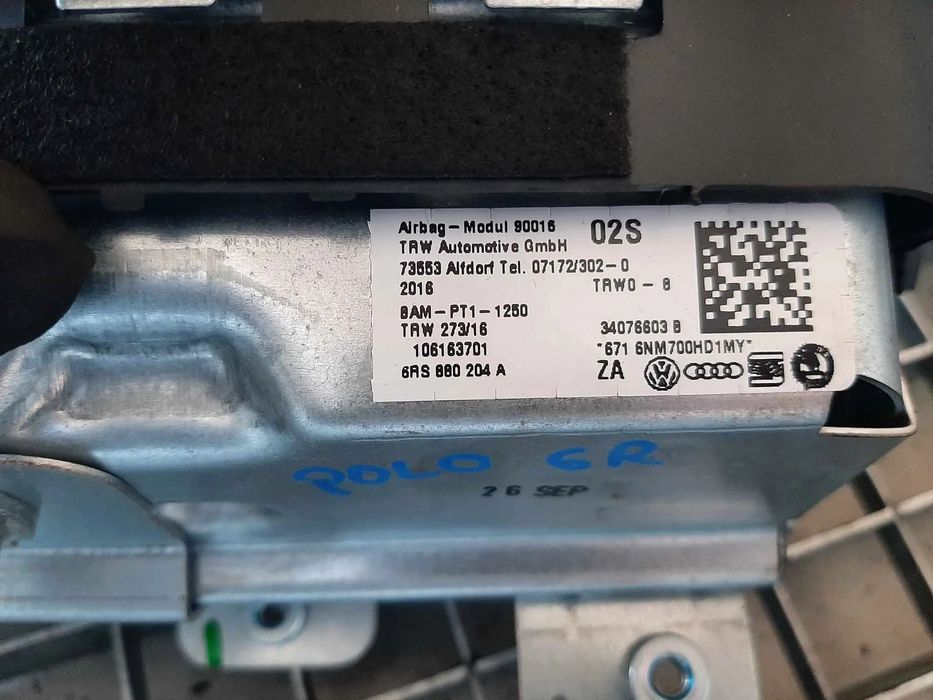 Airbag-Modul 90016 02S
TRW Automotive GmbH
73553 Alfdorf Tel. 07172/302-0
2016 TRW0-8
BAM-PT1-1250
TRW 273/16 34076603 B
106163701 *671 6NM700HD1MY*
6RS 880 204 A ZA
POLO 6R
26 SEP